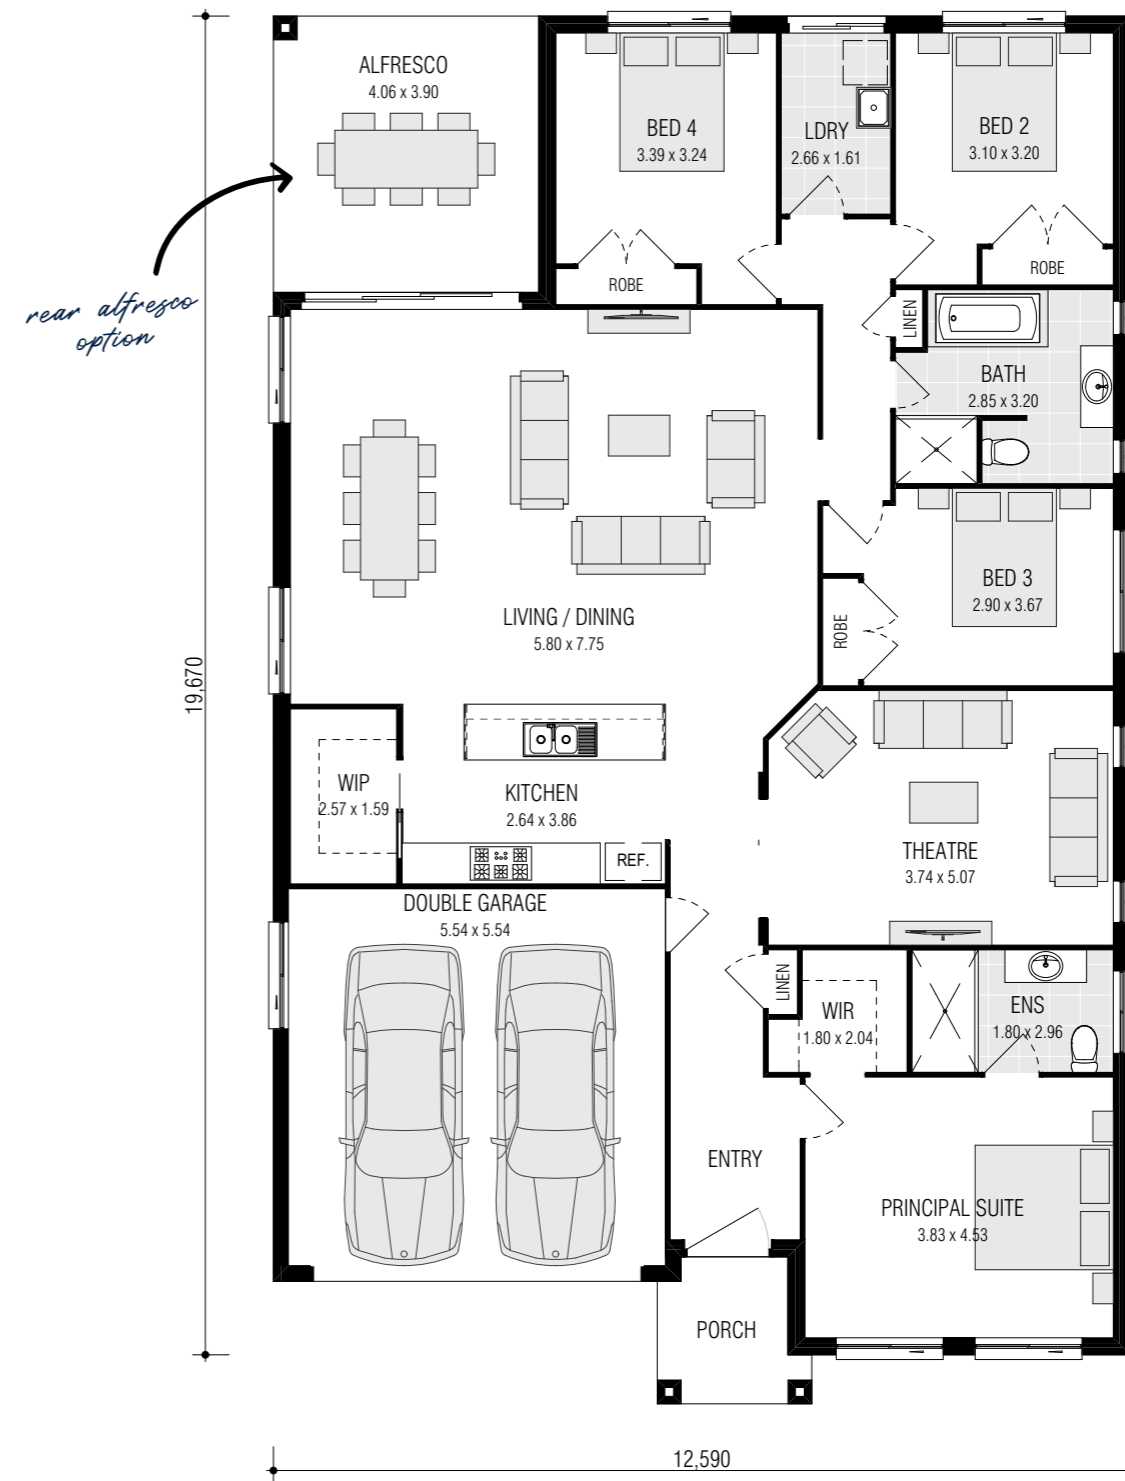 ALFRESCO
4.06 x 3.90
BED 4
3.39 x 3.24
LDRY
2.66 x 1.61
BED 2
3.10 x 3.20
ROBE
ROBE
rear alfresco
option
LINEN
BATH
2.85 x 3.20
BED 3
2.90 x 3.67
ROBE
LIVING / DINING
5.80 x 7.75
19,670
WIP
2.57 x 1.59
KITCHEN
2.64 x 3.86
REF.
THEATRE
3.74 x 5.07
DOUBLE GARAGE
5.54 x 5.54
LINEN
WIR
1.80 x 2.04
ENS
1.80 x 2.96
ENTRY
PRINCIPAL SUITE
3.83 x 4.53
PORCH
12,590